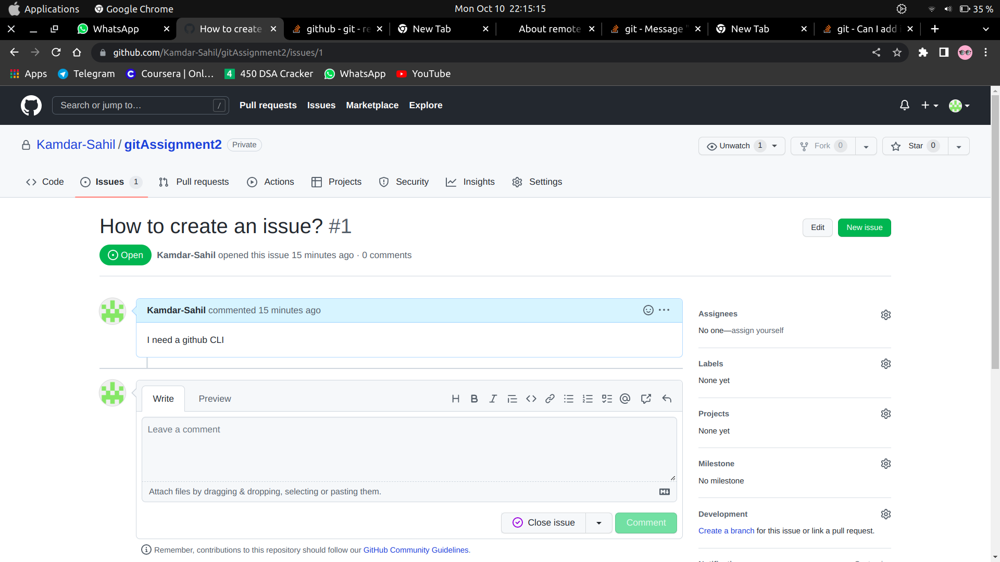 Applications Google Chrome Mon Oct 10 22:15:15 35 %
WhatsApp How to create github - git - re New Tab About remote git - Message " New Tab git - Can I add i
github.com/Kamdar-Sahil/gitAssignment2/issues/1
Apps Telegram Coursera | Onl... 450 DSA Cracker WhatsApp YouTube
Search or jump to... / Pull requests Issues Marketplace Explore
Kamdar-Sahil / gitAssignment2 Private Unwatch 1 Fork 0 Star 0
Code Issues 1 Pull requests Actions Projects Security Insights Settings
How to create an issue? #1 Edit New issue
Open Kamdar-Sahil opened this issue 15 minutes ago · 0 comments
Kamdar-Sahil commented 15 minutes ago
I need a github CLI
Write Preview
Leave a comment
Attach files by dragging & dropping, selecting or pasting them.
Close issue Comment
Remember, contributions to this repository should follow our GitHub Community Guidelines.
Assignees
No one—assign yourself
Labels
None yet
Projects
None yet
Milestone
No milestone
Development
Create a branch for this issue or link a pull request.